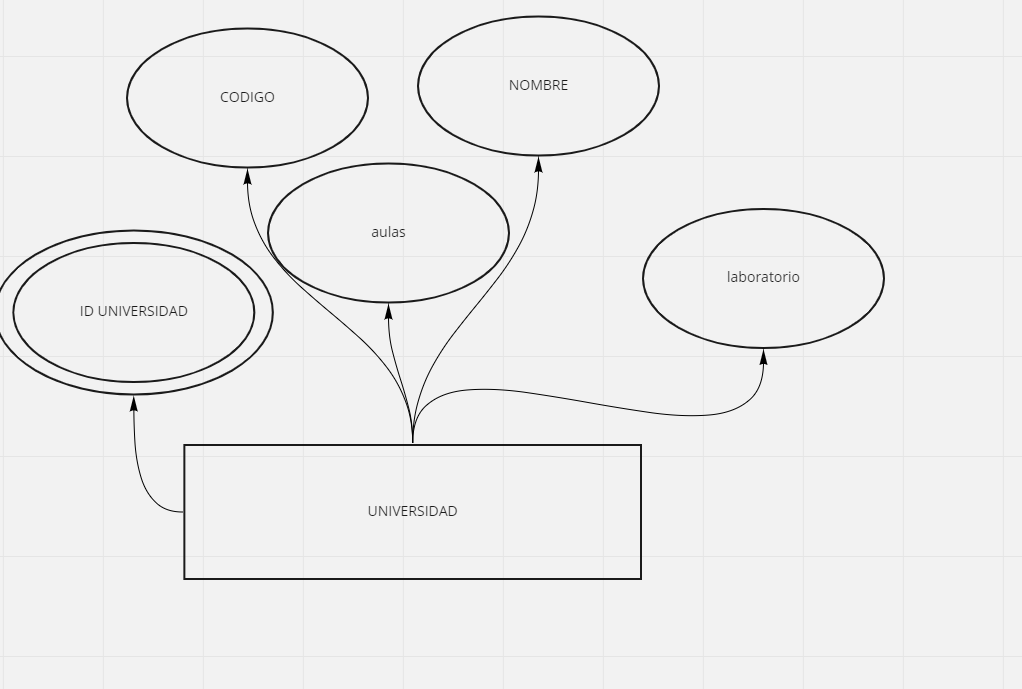 NOMBRE
CODIGO
aulas
laboratorio
ID UNIVERSIDAD
UNIVERSIDAD